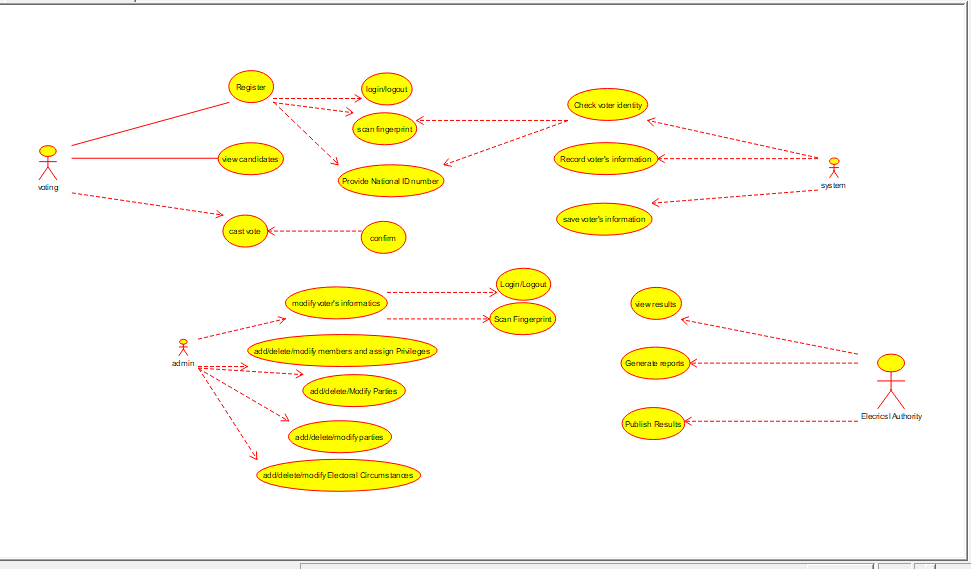 Register
login/logout
Check voter identity
scan fingerprint
view candidates
Record voter's information
voting
Provide National ID number
system
save voter's information
cast vote
confirm
Login/Logout
modify voter's informatics
view results
Scan Fingerprint
admin
add/delete/modify members and assign Privileges
Generate reports
add/delete/Modify Parties
Elecricsl Authority
Publish Results
add/delete/modify parties
add/delete/modify Electoral Circumstances